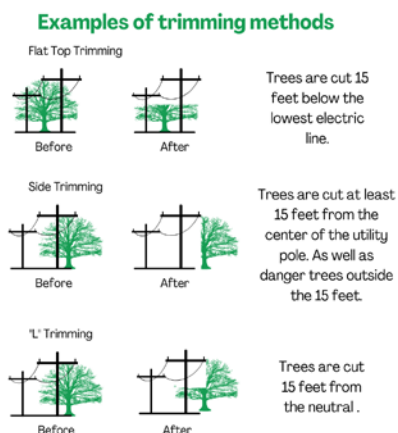 Examples of trimming methods
Flat Top Trimming
Trees are cut 15
feet below the
lowest electric
line.
Before
After
Side Trimming
Trees are cut at least
15 feet from the
center of the utility
pole. As well as
danger trees outside
the 15 feet.
Before
After
"L" Trimming
Trees are cut
15 feet from
the neutral .
Before
After